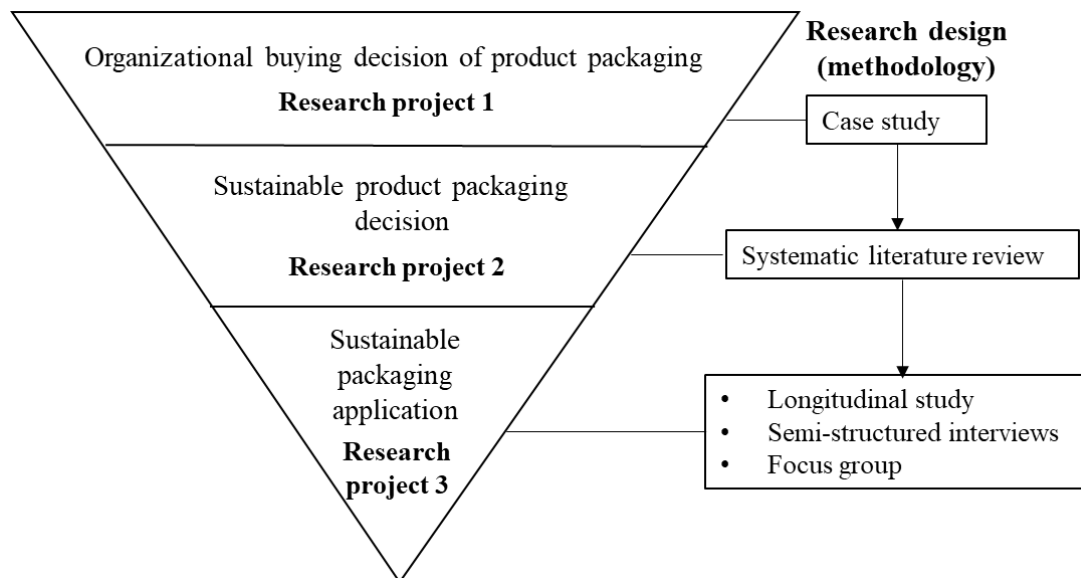 Organizational buying decision of product packaging
Research project 1
Sustainable product packaging
decision
Research project 2
Sustainable
packaging
application
Research
project 3
Research design
(methodology)
Case study
Systematic literature review
• Longitudinal study
• Semi-structured interviews
• Focus group